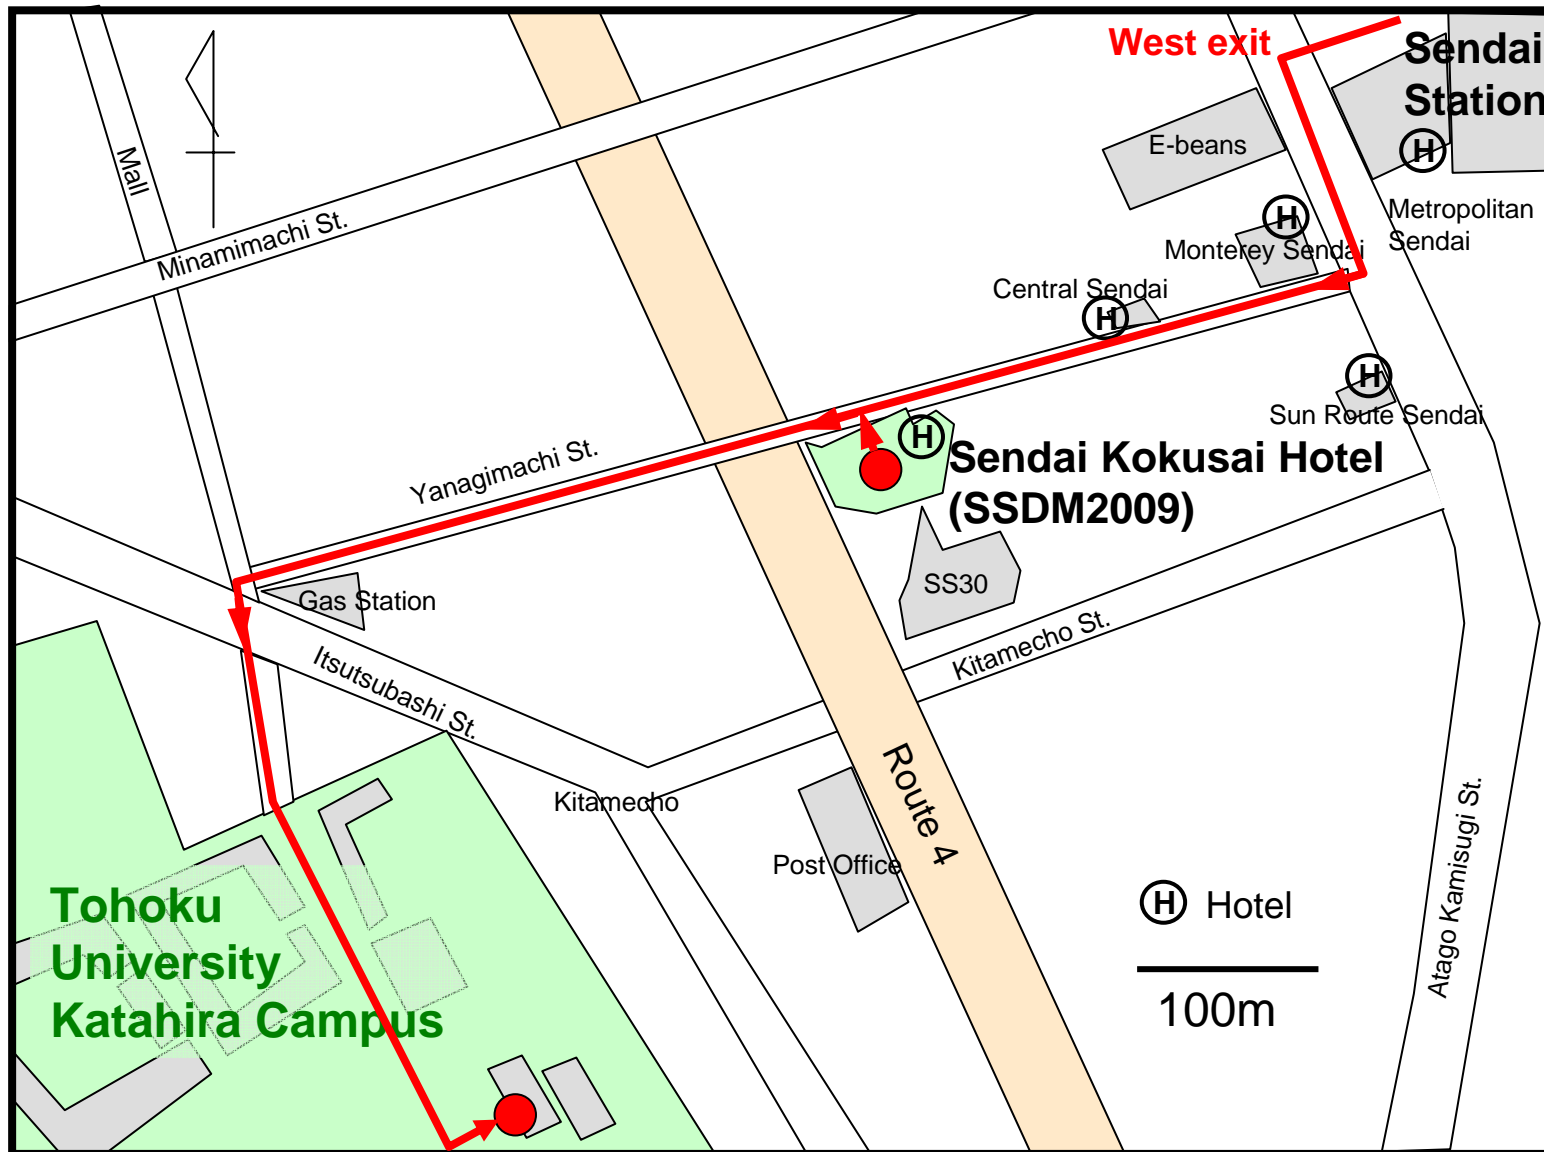 West exit
Sendai
Station
E-beans
H
Mall
H
Metropolitan
Sendai
Minamimachi St.
Monterey Sendai
Central Sendai
H
H
Sun Route Sendai
H
Sendai Kokusai Hotel
(SSDM2009)
Yanagimachi St.
SS30
Gas Station
Kitamecho St.
Itsutsubashi St.
Route 4
Kitamecho
Post Office
Atago Kamisugi St.
Tohoku
University
Katahira Campus
H Hotel
100m